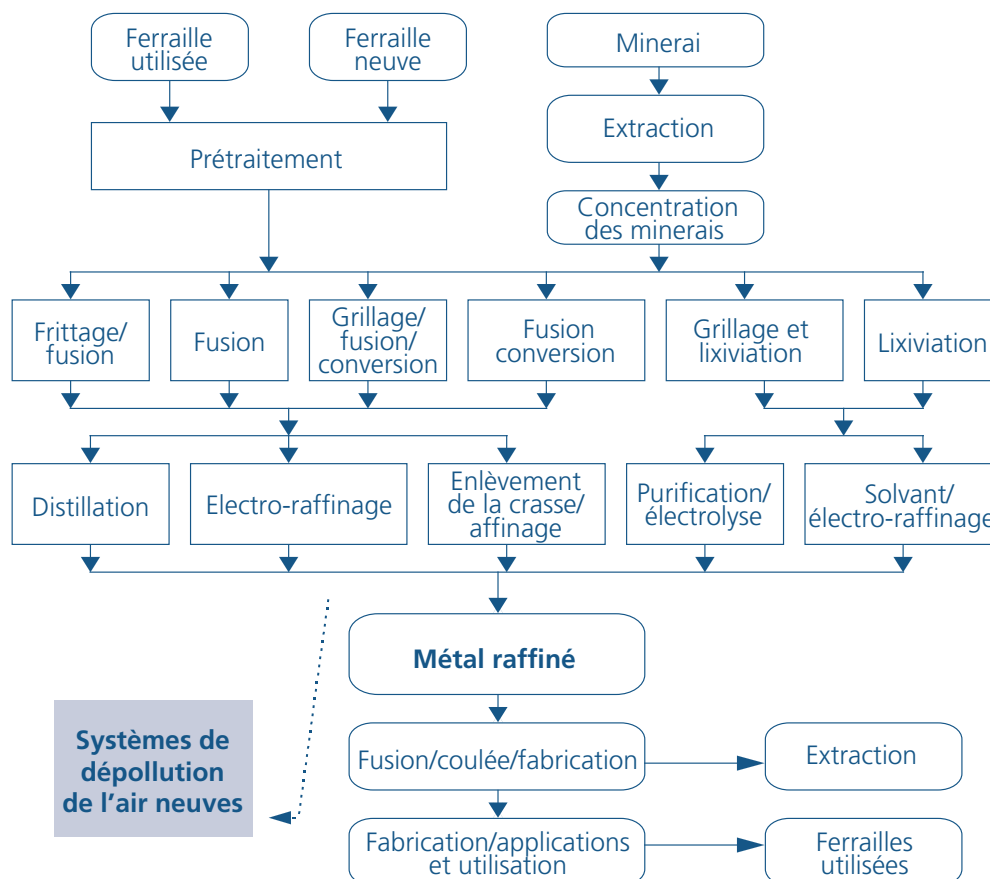 Ferraille
utilisée
Ferraille
neuve
Minerai
Prétraitement
Extraction
Concentration
des minerais
Frittage/
fusion
Fusion
Grillage/
fusion/
conversion
Fusion
conversion
Grillage et
lixiviation
Lixiviation
Distillation
Electro-raffinage
Enlèvement
de la crasse/
affinage
Purification/
électrolyse
Solvant/
électro-raffinage
Métal raffiné
Systèmes de
dépollution
de l'air neuves
Fusion/coulée/fabrication
Extraction
Fabrication/applications
et utilisation
Ferrailles
utilisées